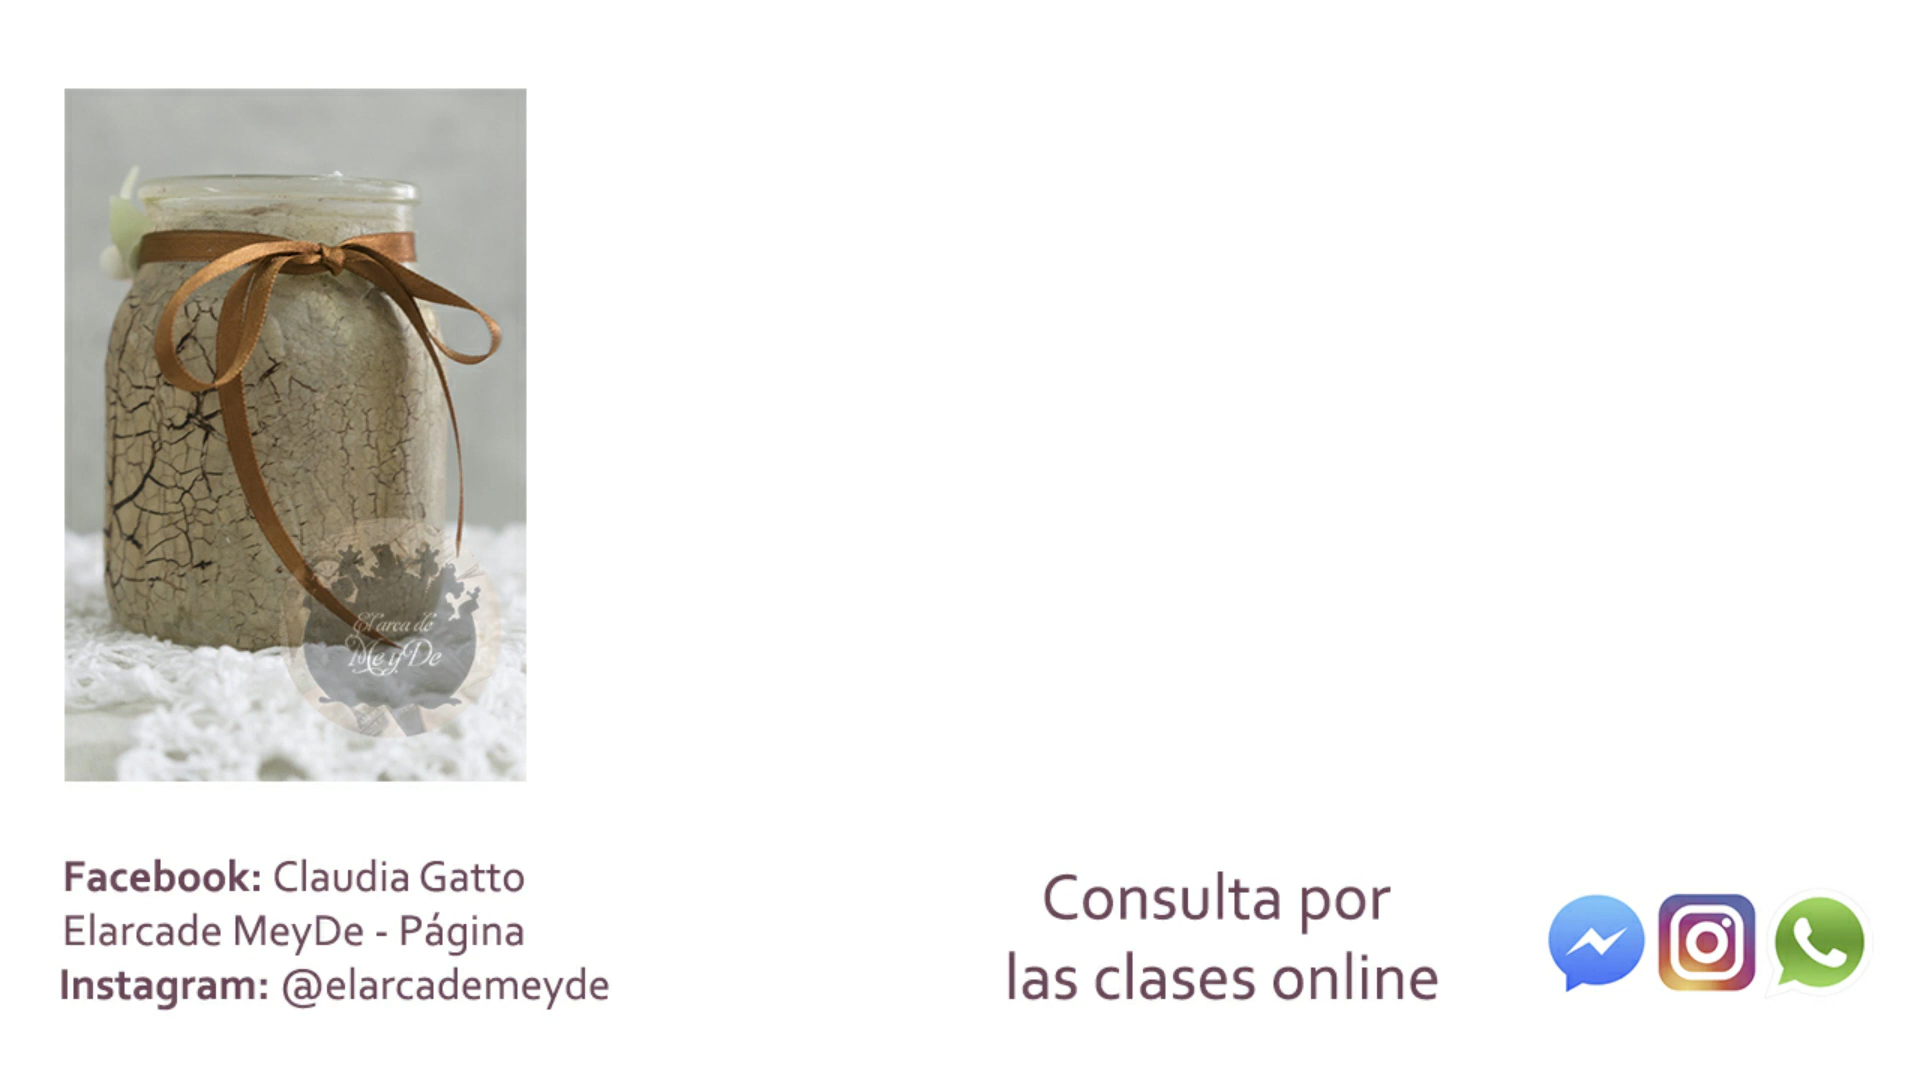 El arca de
Me y De
Facebook: Claudia Gatto
Elarcade MeyDe - Página
Instagram: @elarcademeyde
Consulta por
las clases online